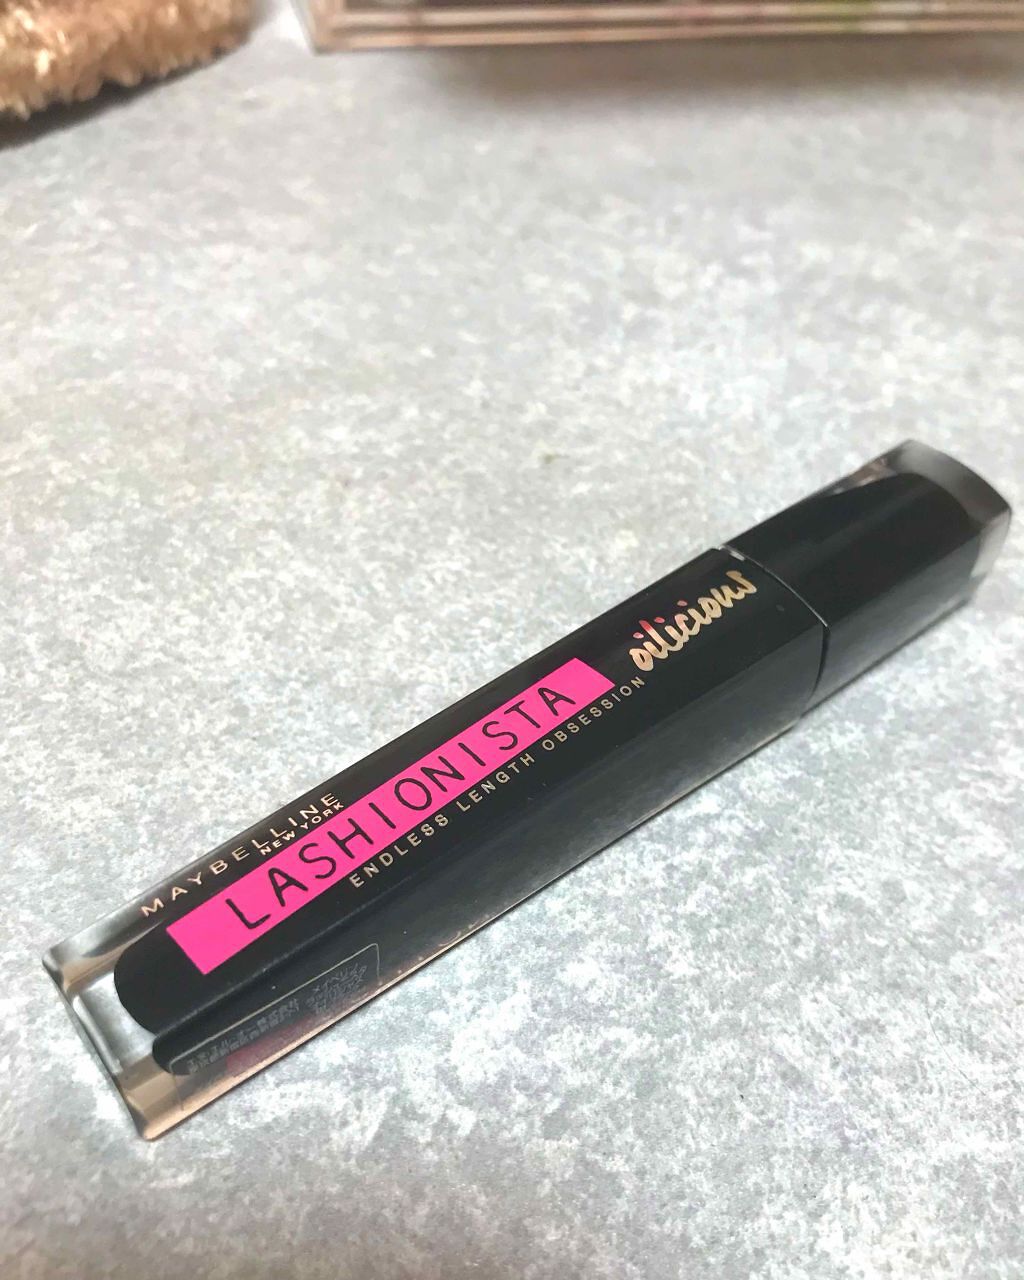 MAYBELLINE
NEW YORK
LASHIONISTA
oilicious
ENDLESS LENGTH OBSESSION